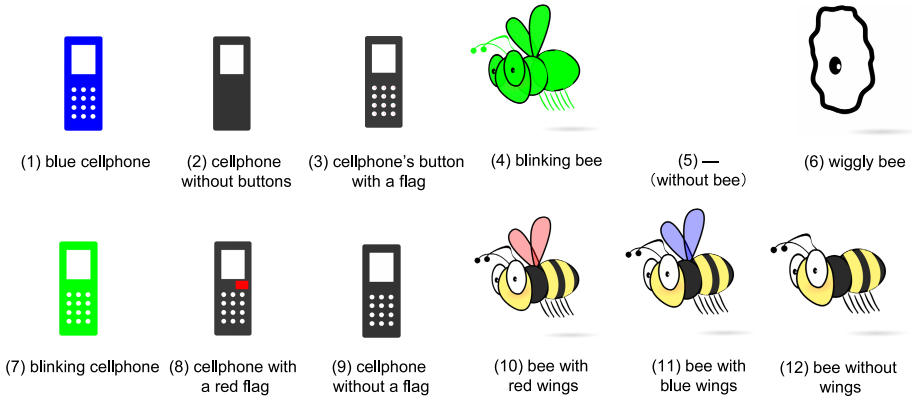 (1) blue cellphone
(2) cellphone
without buttons
(3) cellphone's button
with a flag
(4) blinking bee
(5) —
(without bee)
(6) wiggly bee
(7) blinking cellphone
(8) cellphone with
a red flag
(9) cellphone
without a flag
(10) bee with
red wings
(11) bee with
blue wings
(12) bee without
wings